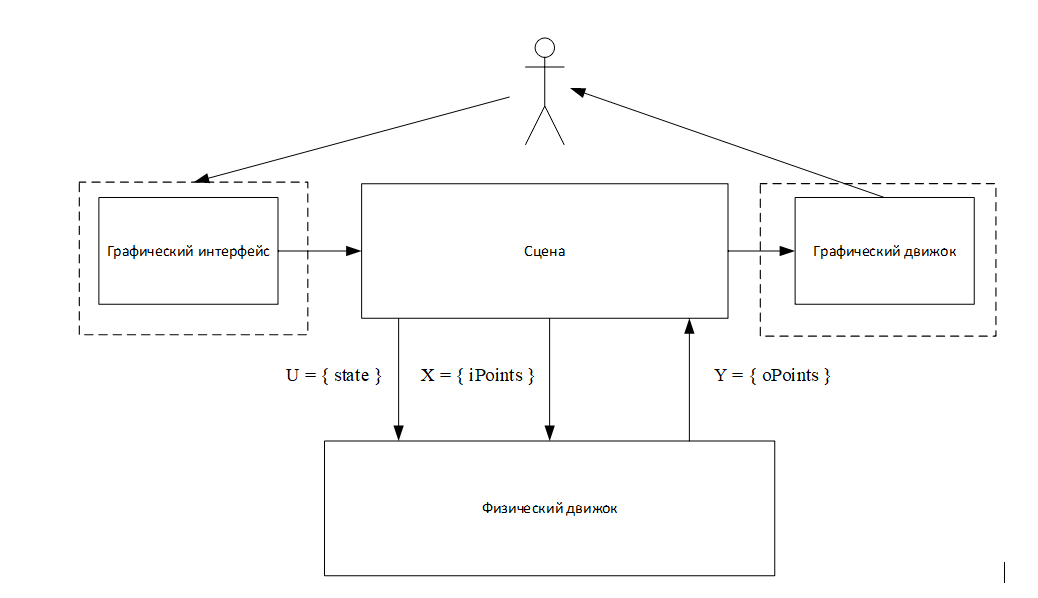 Графический интерфейс
Сцена
Графический движок
U = { state }
X = { iPoints }
Y = { oPoints }
Физический движок